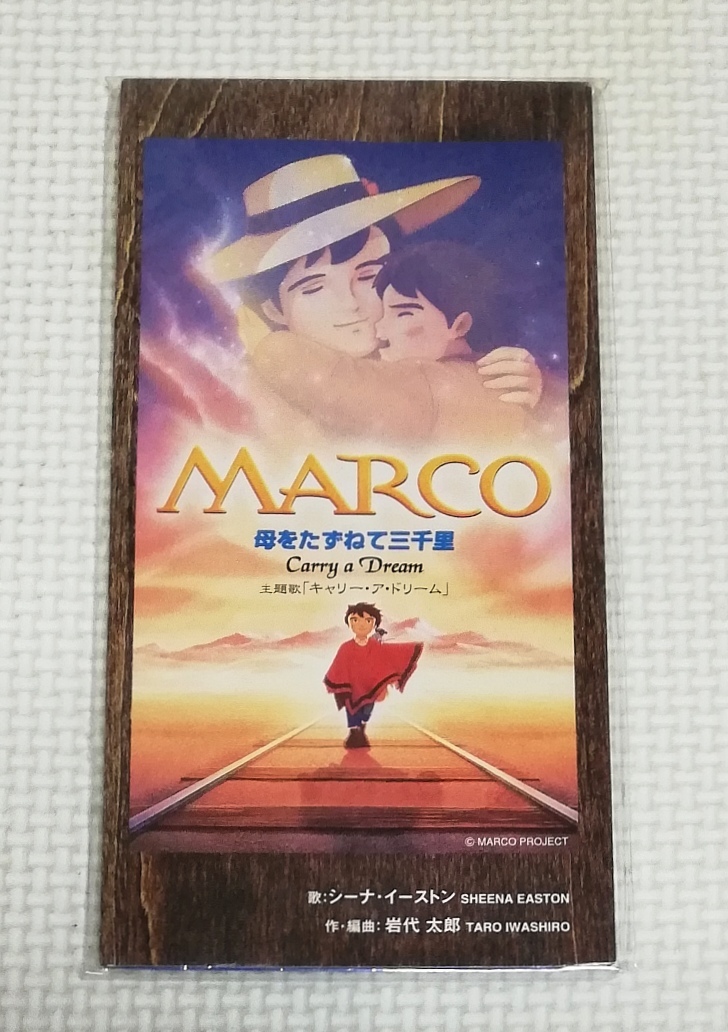 MARCO
母をたずねて三千里
Carry a Dream
主題歌「キャリー・ア・ドリーム」
© MARCO PROJECT
歌:シーナ・イーストン SHEENA EASTON
作・編曲:岩代 太郎 TARO IWASHIRO